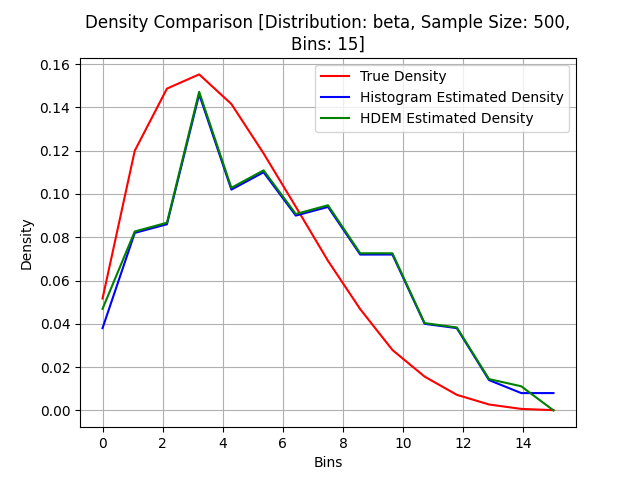 Density Comparison [Distribution: beta, Sample Size: 500,
Bins: 15]
True Density
Histogram Estimated Density
HDEM Estimated Density
Density
0.16
0.14
0.12
0.10
0.08
0.06
0.04
0.02
0.00
0 2 4 6 8 10 12 14
Bins